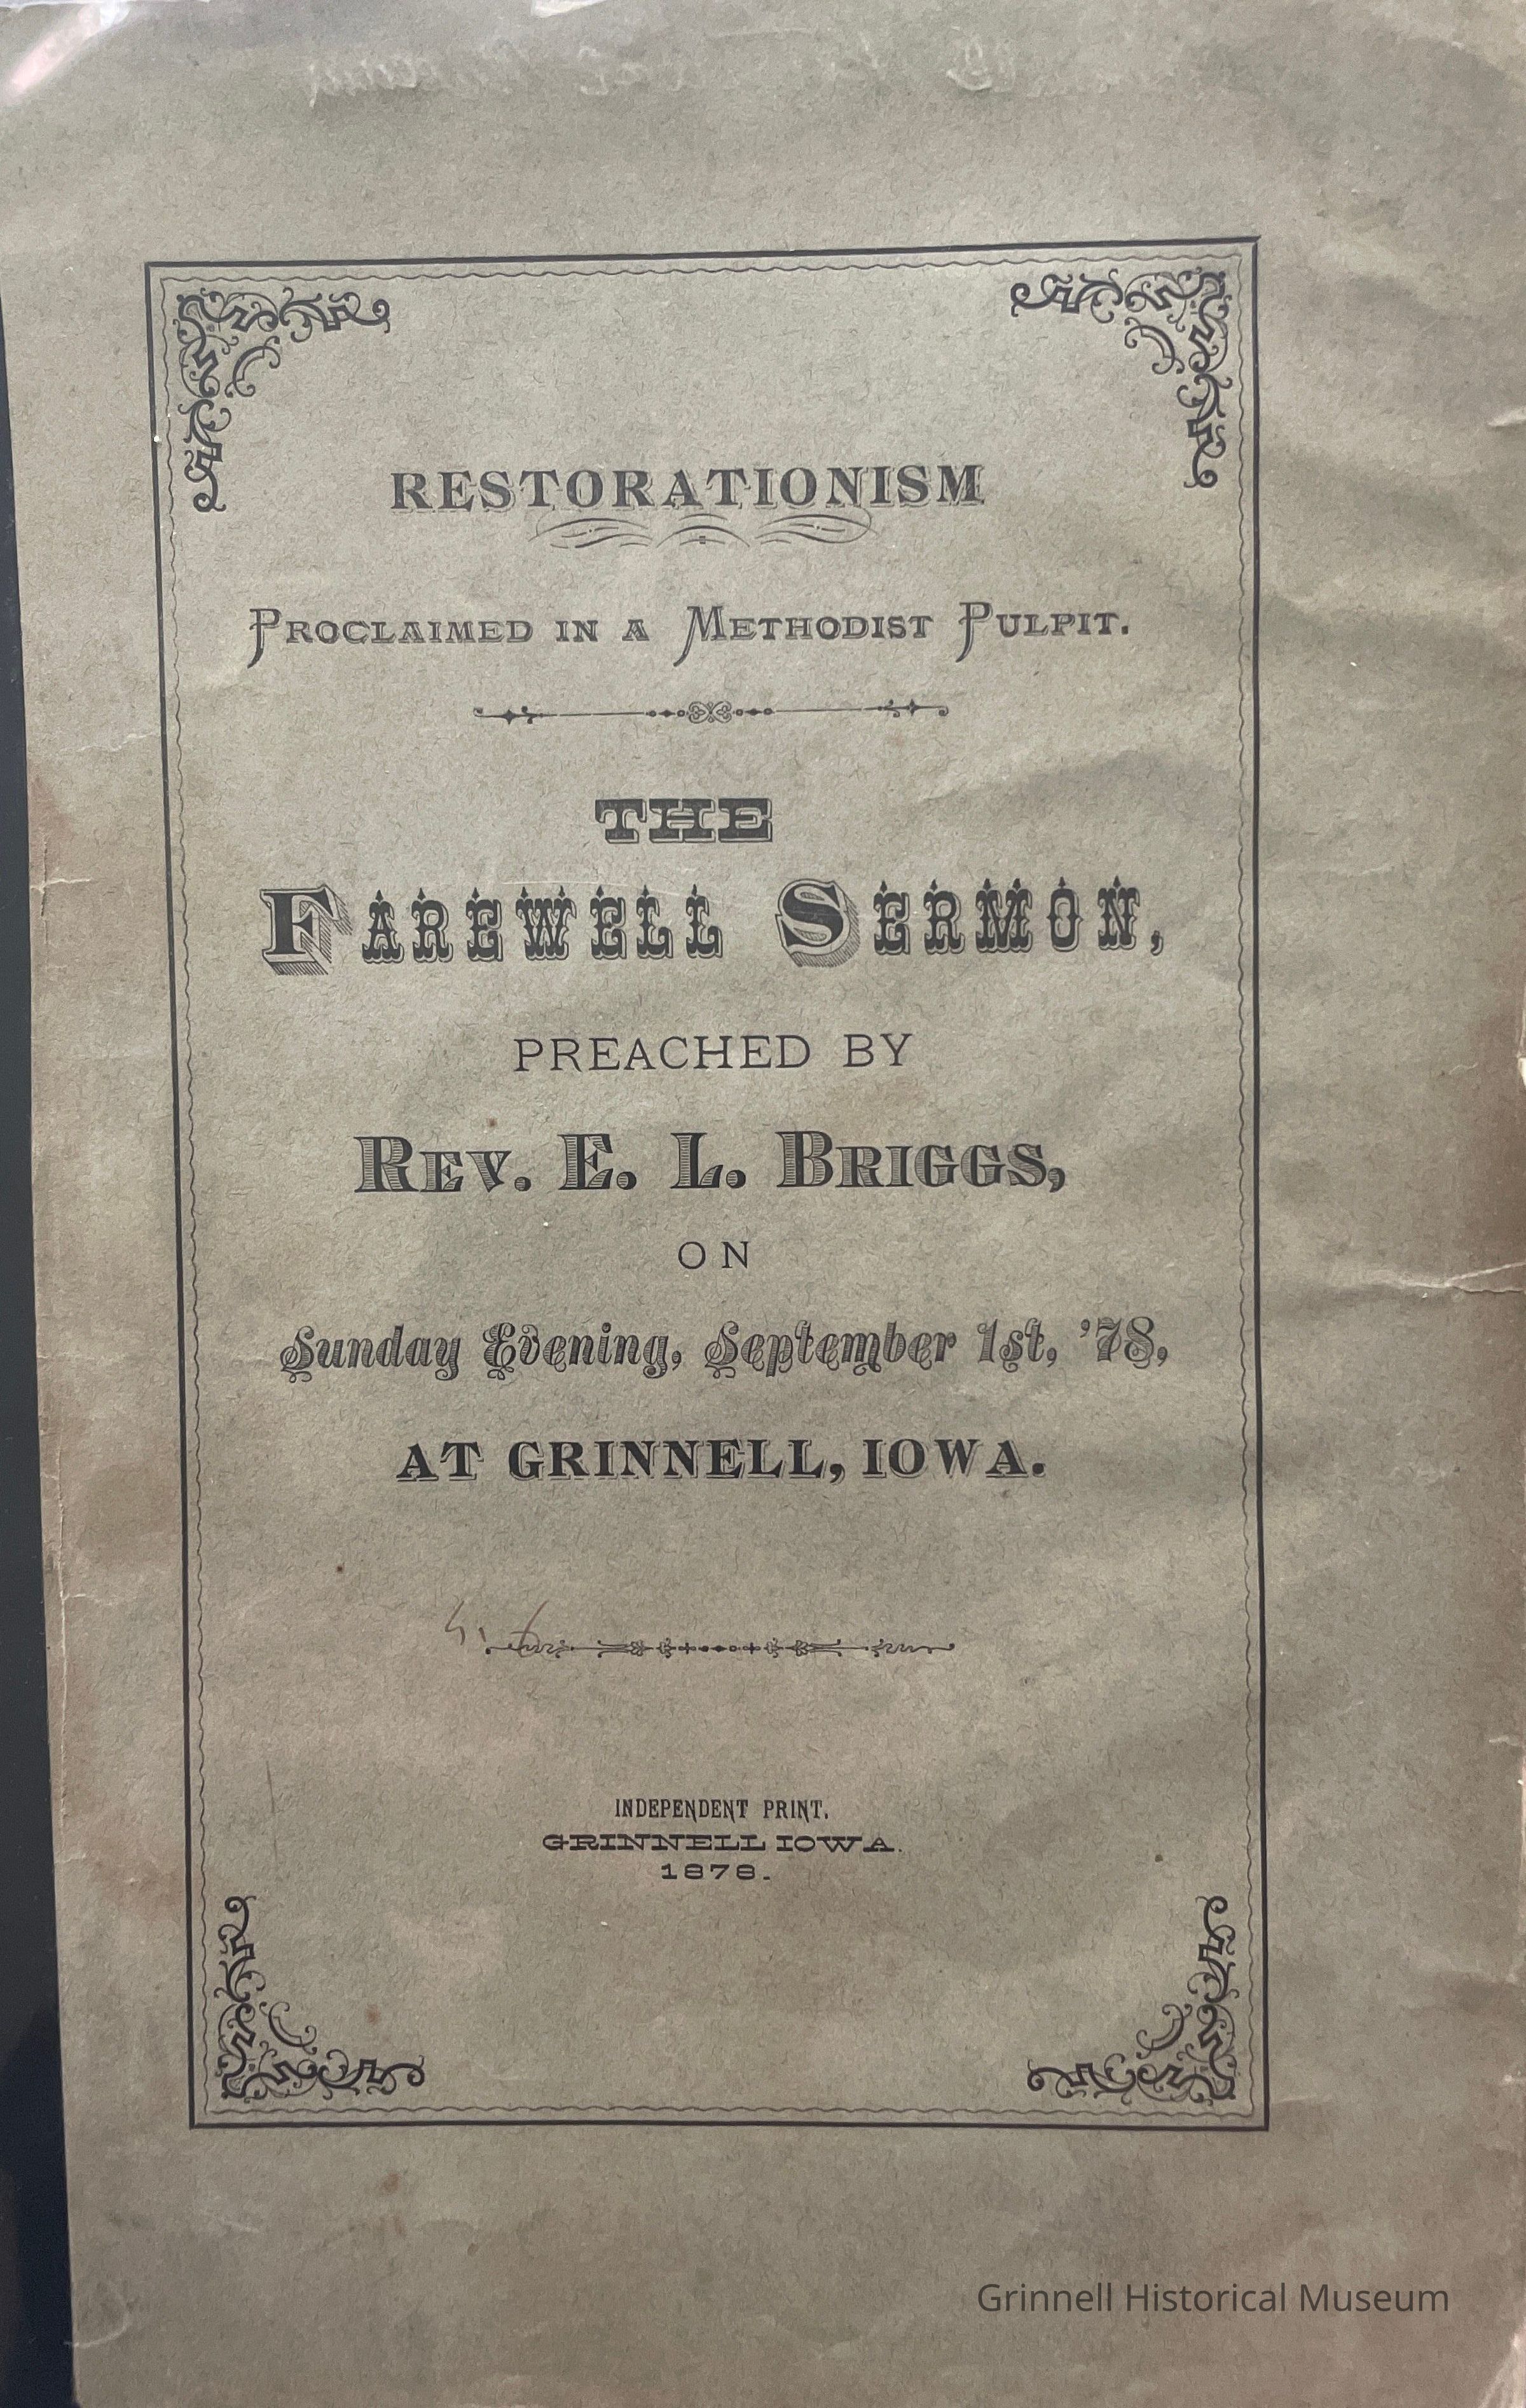 RESTORATIONISM
PROCLAIMED IN A METHODIST PULPIT.
THE
FAREWELL SERMON,
PREACHED BY
REV. E. L. BRIGGS,
ON
Sunday Evening, September 1st, '78,
AT GRINNELL, IOWA.
INDEPENDENT PRINT.
GRINNELL IOWA.
1878.
Grinnell Historical Museum